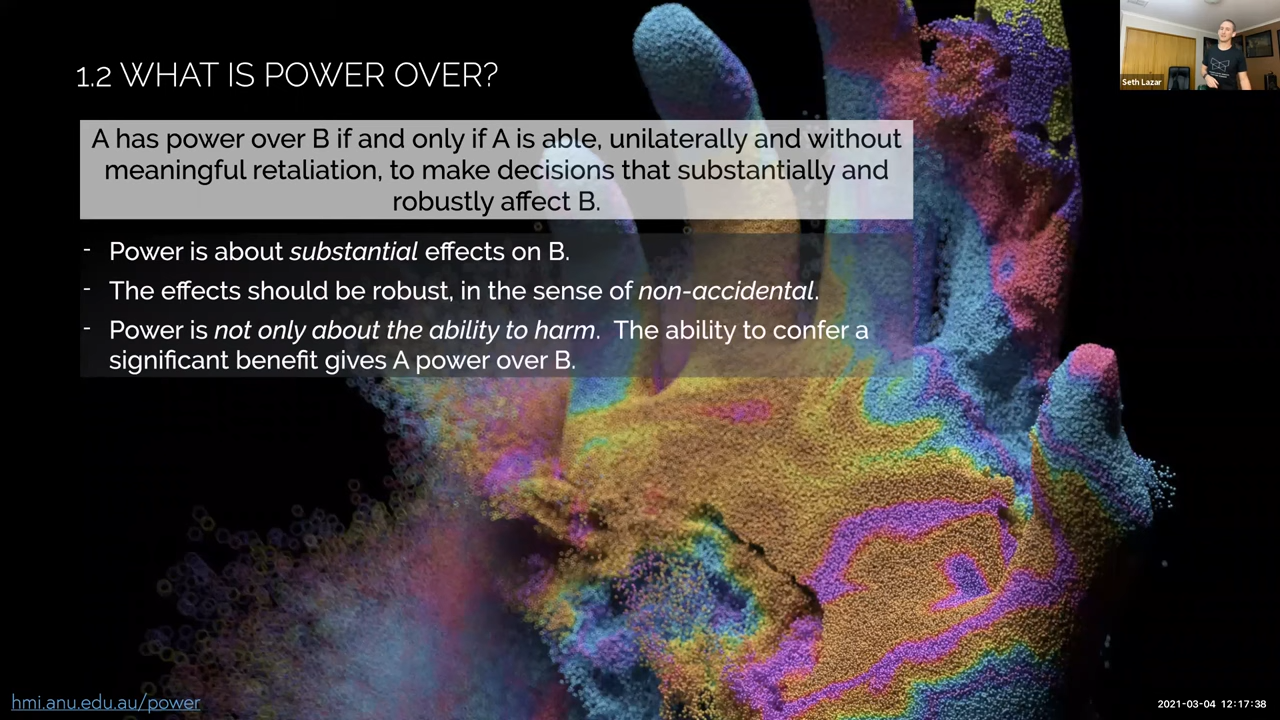 1.2 WHAT IS POWER OVER?
Seth Lazar
A has power over B if and only if A is able, unilaterally and without
meaningful retaliation, to make decisions that substantially and
robustly affect B.
- Power is about substantial effects on B.
- The effects should be robust, in the sense of non-accidental.
- Power is not only about the ability to harm. The ability to confer a
significant benefit gives A power over B.
hmi.anu.edu.au/power
2021-03-04 12:17:38